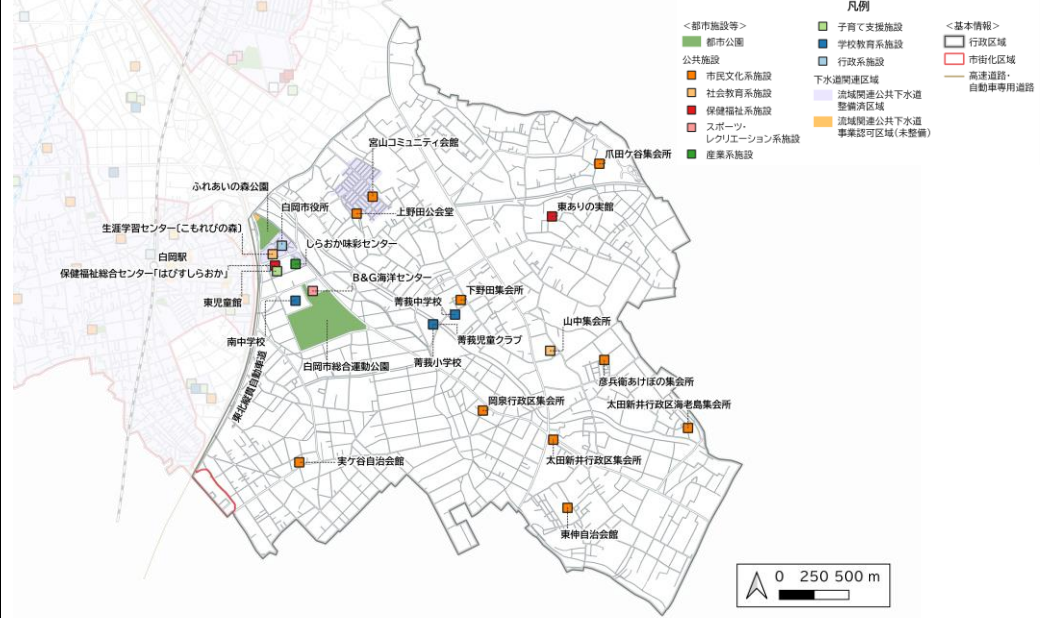 凡例
＜都市施設等＞
都市公園
公共施設
市民文化系施設
社会教育系施設
保健福祉系施設
スポーツ・
レクリエーション系施設
産業系施設
子育て支援施設
学校教育系施設
行政系施設
下水道関連区域
流域関連公共下水道
整備済区域
流域関連公共下水道
事業認可区域(未整備)
＜基本情報＞
行政区域
市街化区域
高速道路・
自動車専用道路
宮山コミュニティ会館
爪田ケ谷集会所
ふれあいの森公園
白岡市役所
上野田公会堂
東ありの実館
生涯学習センター〔こもれびの森〕
しらおか味彩センター
白岡駅
保健福祉総合センター「はぴすしらおか」
B&G海洋センター
東児童館
下野田集会所
菁莪中学校
山中集会所
南中学校
菁莪児童クラブ
白岡市総合運動公園
菁莪小学校
東北縦貫自動車道
彦兵衛あけぼの集会所
岡泉行政区集会所
太田新井行政区海老島集会所
実ケ谷自治会館
太田新井行政区集会所
東伸自治会館
0 250 500 m